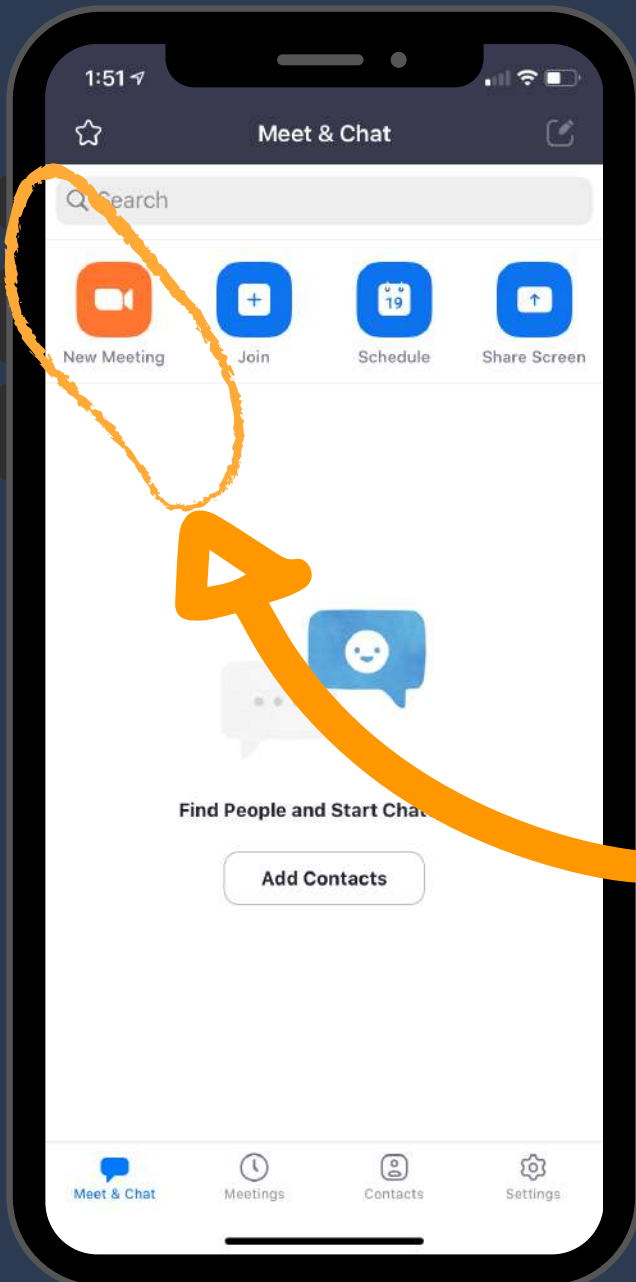 1:51
Meet & Chat
Search
19
New Meeting
Join
Schedule
Share Screen
Find People and Start
Add Contacts
Meet & Chat
Meetings
Contacts
Settings